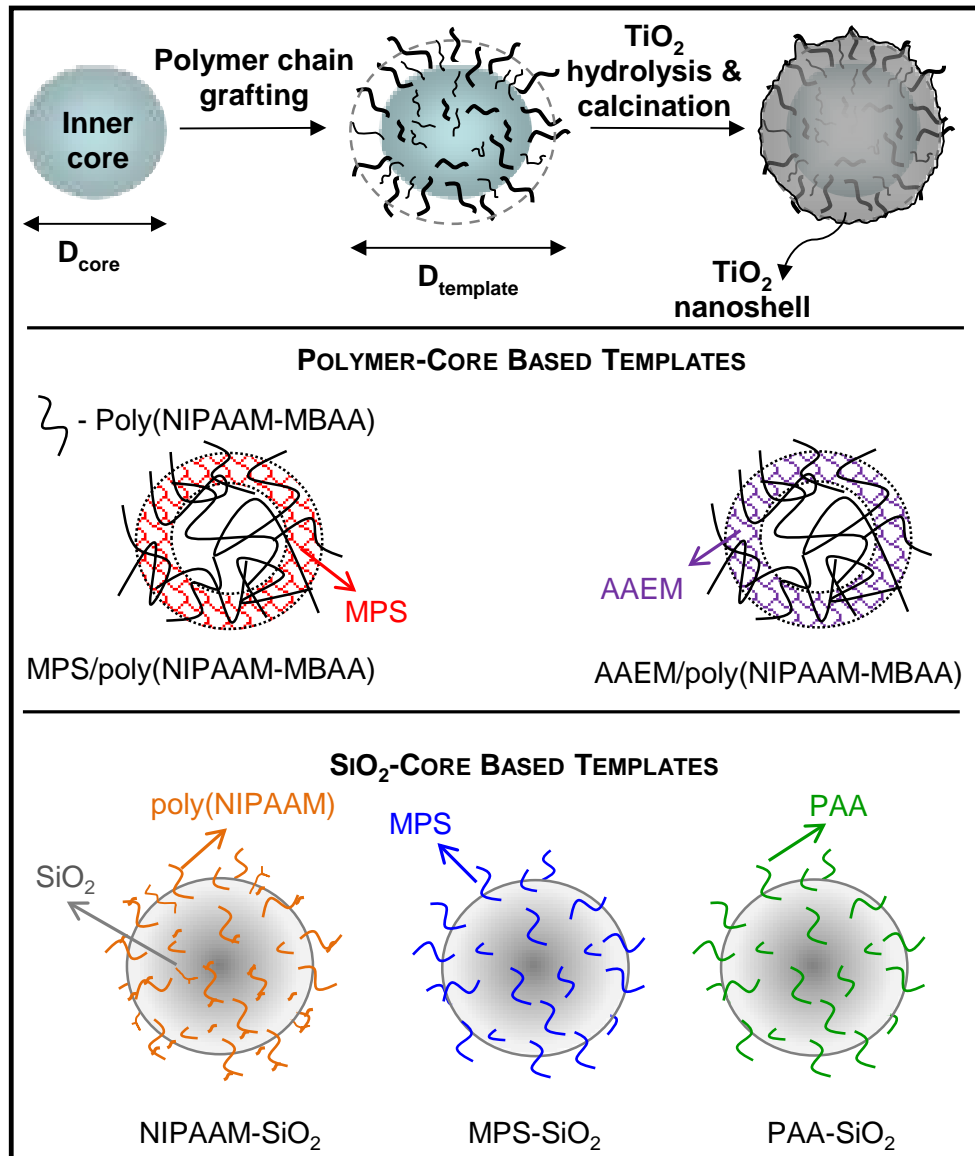 Inner
core
Polymer chain
grafting
TiO₂
hydrolysis &
calcination
D_core
D_template
TiO₂
nanoshell
POLYMER-CORE BASED TEMPLATES
- Poly(NIPAAM-MBAA)
MPS
AAEM
MPS/poly(NIPAAM-MBAA)
AAEM/poly(NIPAAM-MBAA)
SIO₂-CORE BASED TEMPLATES
poly(NIPAAM)
MPS
PAA
SiO₂
NIPAAM-SiO₂
MPS-SiO₂
PAA-SiO₂